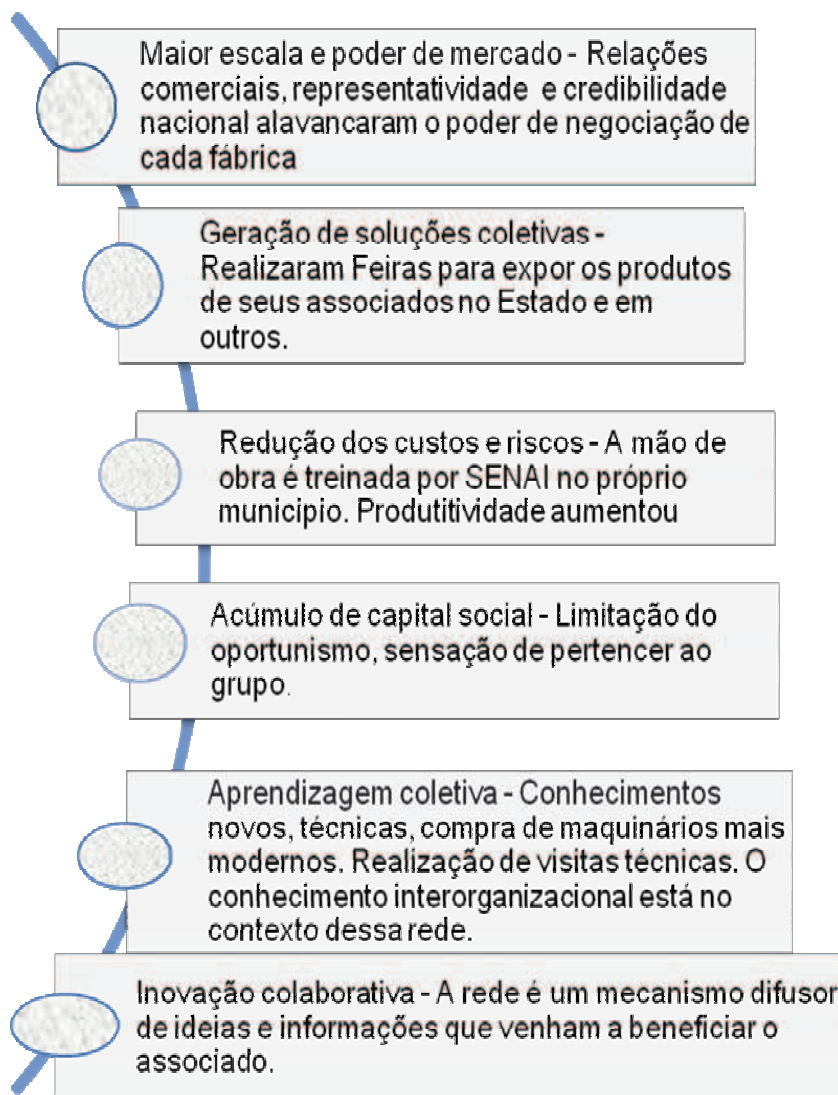 Maior escala e poder de mercado - Relações
comerciais, representatividade e credibilidade
nacional alavancaram o poder de negociação de
cada fábrica
Geração de soluções coletivas -
Realizaram Feiras para expor os produtos
de seus associados no Estado e em
outros.
Redução dos custos e riscos - A mão de
obra é treinada por SENAI no próprio
municipio. Produtitividade aumentou
Acúmulo de capital social - Limitação do
oportunismo, sensação de pertencer ao
grupo.
Aprendizagem coletiva - Conhecimentos
novos, técnicas, compra de maquinários mais
modernos. Realização de visitas técnicas. O
conhecimento interorganizacional está no
contexto dessa rede.
Inovação colaborativa - A rede é um mecanismo difusor
de ideias e informações que venham a beneficiar o
associado.